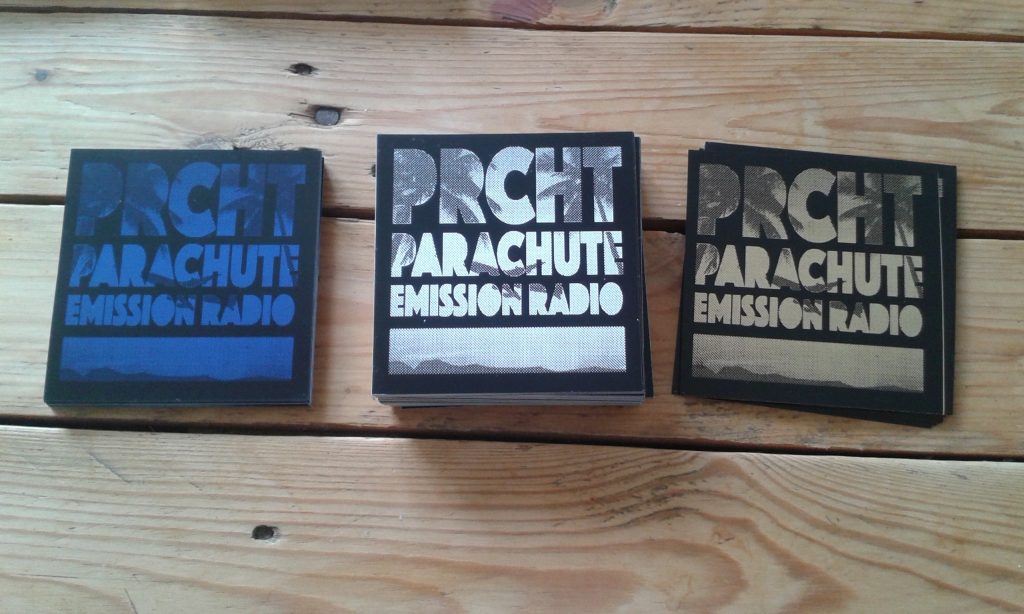 PRCHT
PARACHUTE
EMISSION RADIO
PRCHT
PARACHUTE
EMISSION RADIO
PRCHT
PARACHUTE
EMISSION RADIO